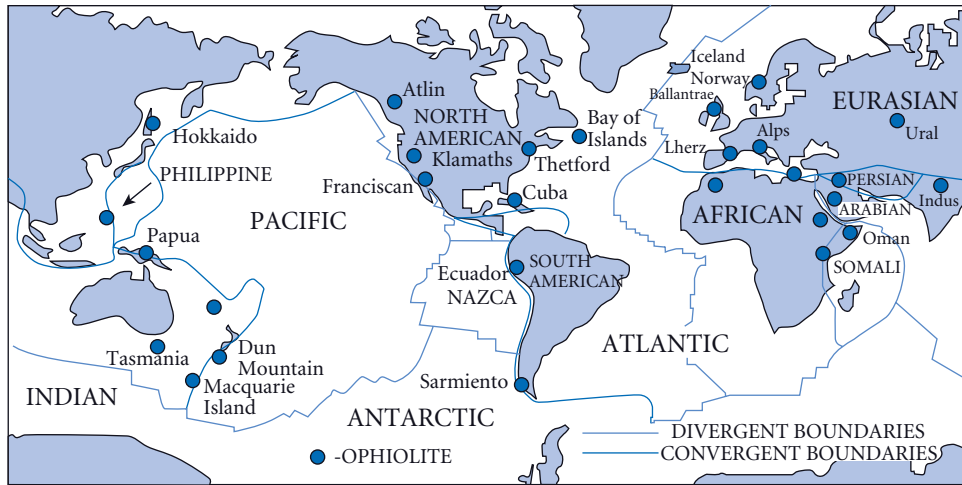 Iceland
Norway
Ballantrae
EURASIAN
Atlin
NORTH
AMERICAN
Klamaths
Bay of
Islands
Alps
Ural
Hokkaido
Lherz
Thetford
PHILIPPINE
Franciscan
Cuba
PERSIAN
Indus
ARABIAN
AFRICAN
PACIFIC
Papua
Oman
SOMALI
Ecuador
NAZCA
SOUTH
AMERICAN
ATLANTIC
Tasmania
Dun
Mountain
Macquarie
Island
INDIAN
Sarmiento
ANTARCTIC
DIVERGENT BOUNDARIES
CONVERGENT BOUNDARIES
-OPHIOLITE